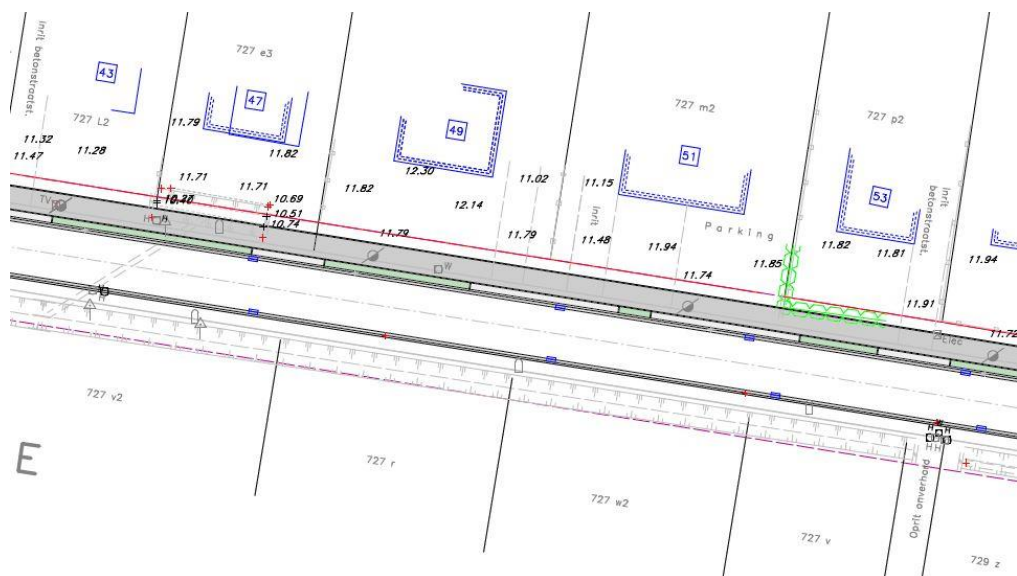 Inrit betonstraatst.
727 e3
43
47
727 L2
11.79
49
727 m2
727 p2
11.32
11.47
11.28
11.82
12.30
51
11.71
11.71
11.82
11.02
11.15
53
Inrit
betonstraatst.
TV
10.69
10.51
10.74
12.14
Inrit
Parking
11.79
11.79
11.48
11.94
11.82
11.81
11.94
11.85
11.74
W
11.91
11.72
Elec
727 v2
E
727 r
727 w2
727 v
Oprit onverhard
729 z
H
H
H
H